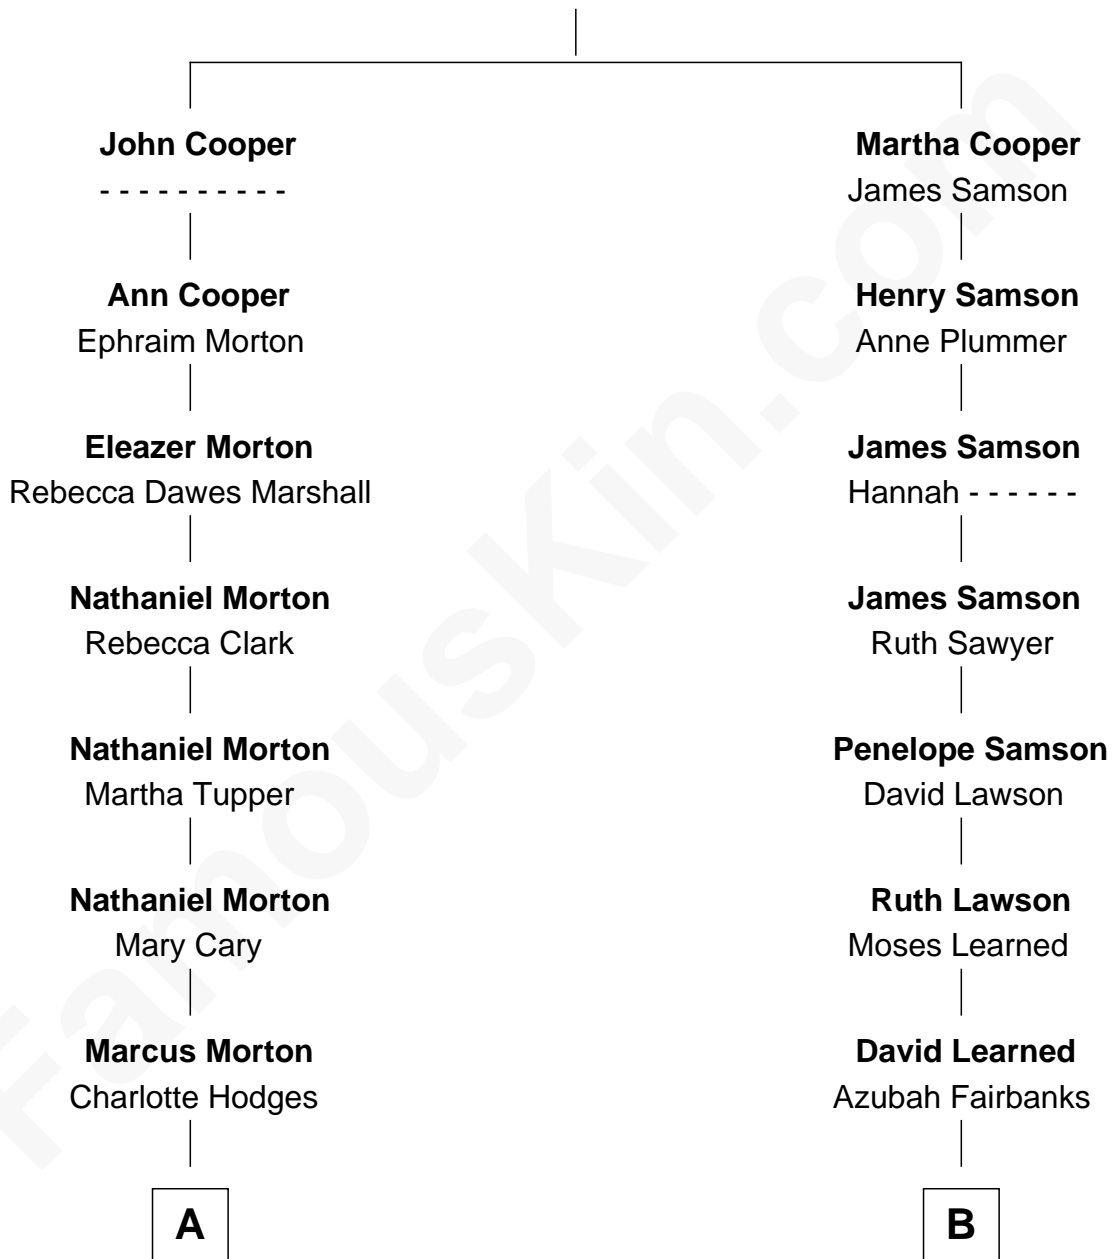 John Cooper
- - - - - - - - - -
Ann Cooper
Ephraim Morton
Eleazer Morton
Rebecca Dawes Marshall
Nathaniel Morton
Rebecca Clark
Nathaniel Morton
Martha Tupper
Nathaniel Morton
Mary Cary
Marcus Morton
Charlotte Hodges
A
Martha Cooper
James Samson
Henry Samson
Anne Plummer
James Samson
Hannah - - - - - -
James Samson
Ruth Sawyer
Penelope Samson
David Lawson
Ruth Lawson
Moses Learned
David Learned
Azubah Fairbanks
B
FamousKin.com